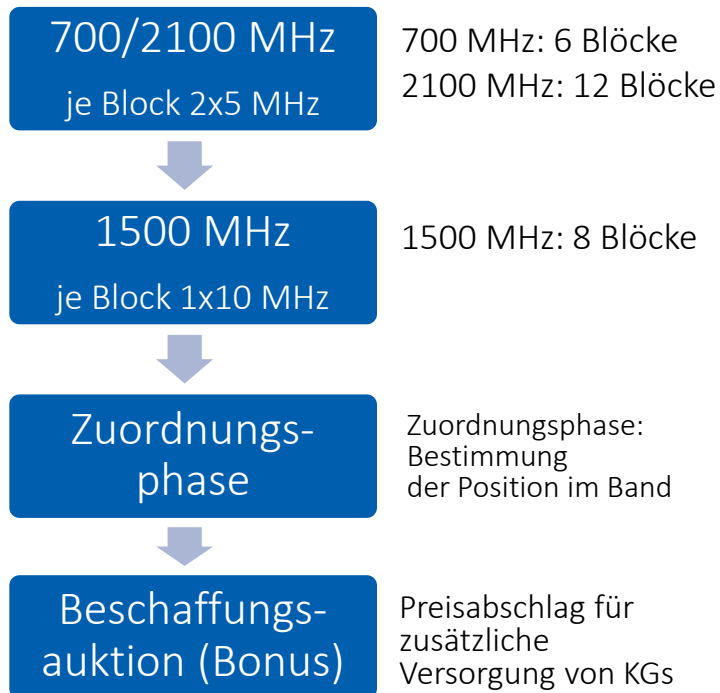 700/2100 MHz
je Block 2x5 MHz
700 MHz: 6 Blöcke
2100 MHz: 12 Blöcke
1500 MHz
je Block 1x10 MHz
1500 MHz: 8 Blöcke
Zuordnungs-
phase
Zuordnungsphase:
Bestimmung
der Position im Band
Beschaffungs-
auktion (Bonus)
Preisabschlag für
zusätzliche
Versorgung von KGs